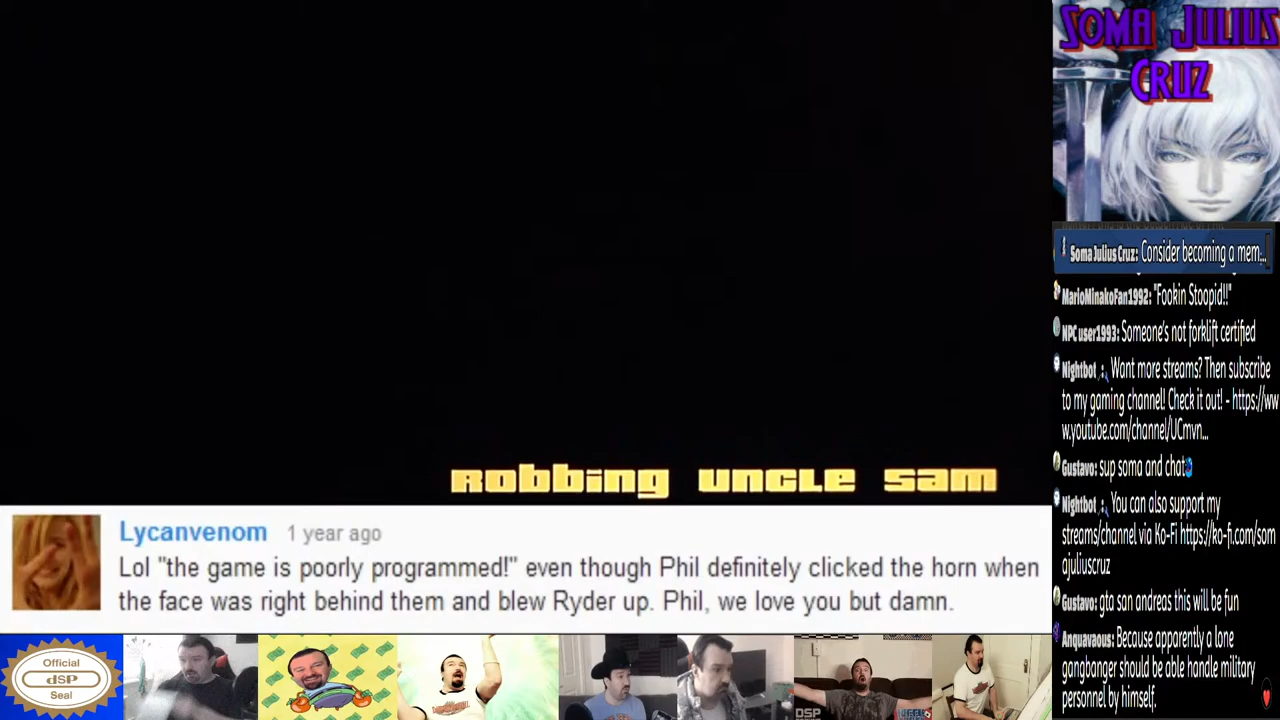 SOMA JULIUS
CRUZ
Soma Julius Cruz: Consider becoming a mem...
MarioMinakoFan1992: "Fookin Stoopid!!"
NPC user1993: Someone's not forklift certified
Nightbot Want more streams? Then subscribe
to my gaming channel! Check it out! - https://ww
w.youtube.com/channel/UCmvn...
Gustavo: sup soma and chat
Nightbot You can also support my
streams/channel via Ko-Fi https://ko-fi.com/som
ajuliuscruz
Gustavo: gta san andreas this will be fun
Anquavaous: Because apparently a lone
gangbanger should be able handle military
personnel by himself.
Robbing Uncle Sam
Lycanvenom 1 year ago
Lol "the game is poorly programmed!" even though Phil definitely clicked the horn when
the face was right behind them and blew Ryder up. Phil, we love you but damn.
Official
dSP
Seal
DSP